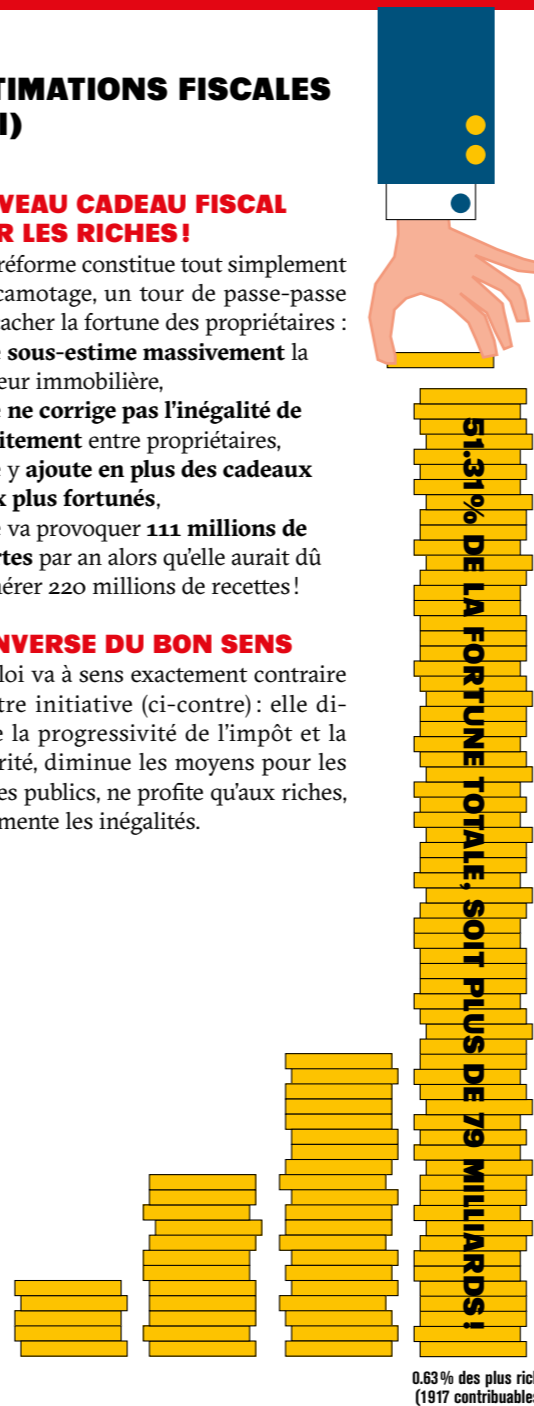 TIMATIONS FISCALES
I)
VEAU CADEAU FISCAL
R LES RICHES !
réforme constitue tout simplement
camotage, un tour de passe-passe
acher la fortune des propriétaires :
sous-estime massivement la
eur immobilière,
ne corrige pas l’inégalité de
itement entre propriétaires,
y ajoute en plus des cadeaux
x plus fortunés,
va provoquer 111 millions de
rtes par an alors qu’elle aurait dû
nérer 220 millions de recettes !
NVERSE DU BON SENS
loi va à sens exactement contraire
tre initiative (ci-contre) : elle di-
e la progressivité de l’impôt et la
rité, diminue les moyens pour les
es publics, ne profite qu’aux riches,
mente les inégalités.
51.31% DE LA FORTUNE TOTALE, SOIT PLUS DE 79 MILLIARDS !
0.63 % des plus rich
(1917 contribuables